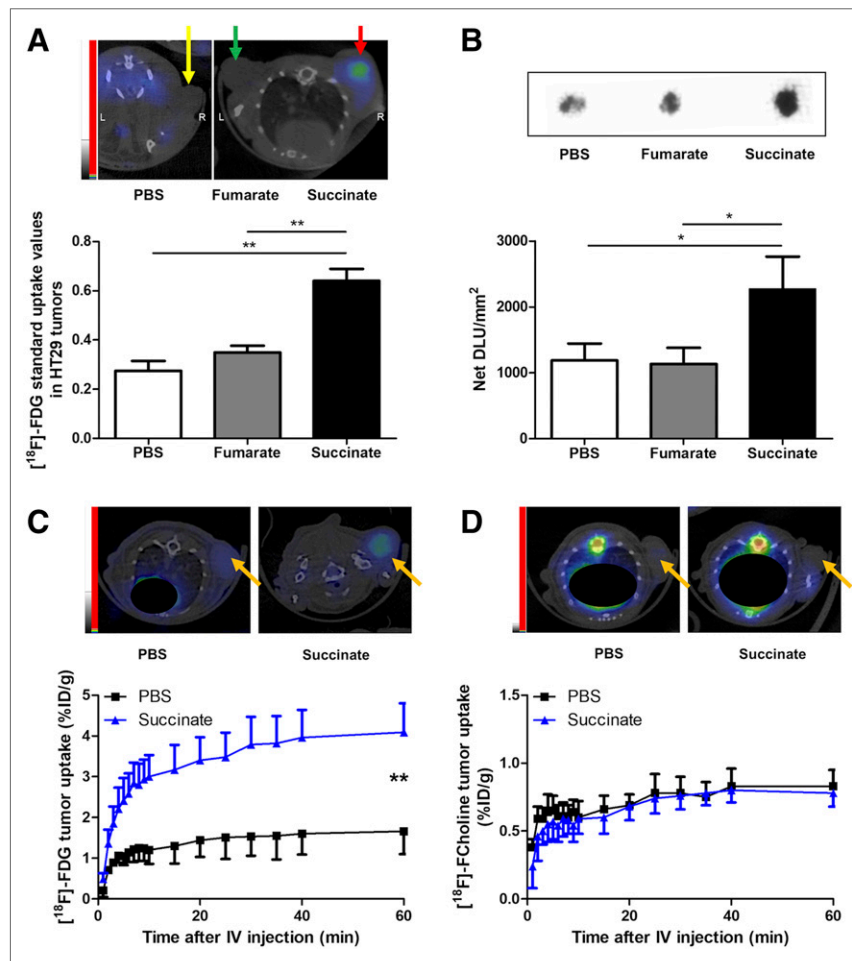 A
L R L R
PBS Fumarate Succinate
[¹⁸F]-FDG standard uptake values
in HT29 tumors
** 
**
0.8
0.6
0.4
0.2
0.0
PBS Fumarate Succinate
B
PBS Fumarate Succinate
Net DLU/mm²
*
*
3000
2000
1000
0
PBS Fumarate Succinate
C
PBS Succinate
[¹⁸F]-FDG tumor uptake (%ID/g)
PBS
Succinate
**
5
4
3
2
1
0
0 20 40 60
Time after IV injection (min)
D
PBS Succinate
[¹⁸F]-FCholine tumor uptake
(%ID/g)
PBS
Succinate
1.5
1.0
0.5
0.0
0 20 40 60
Time after IV injection (min)